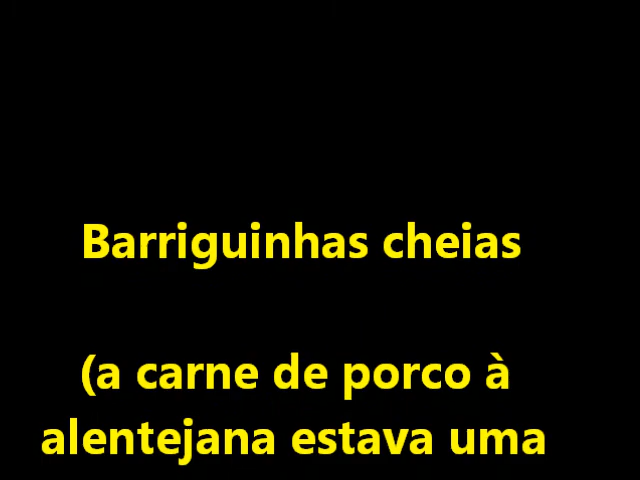 Barriguinhas cheias
(a carne de porco à
alentejana estava uma